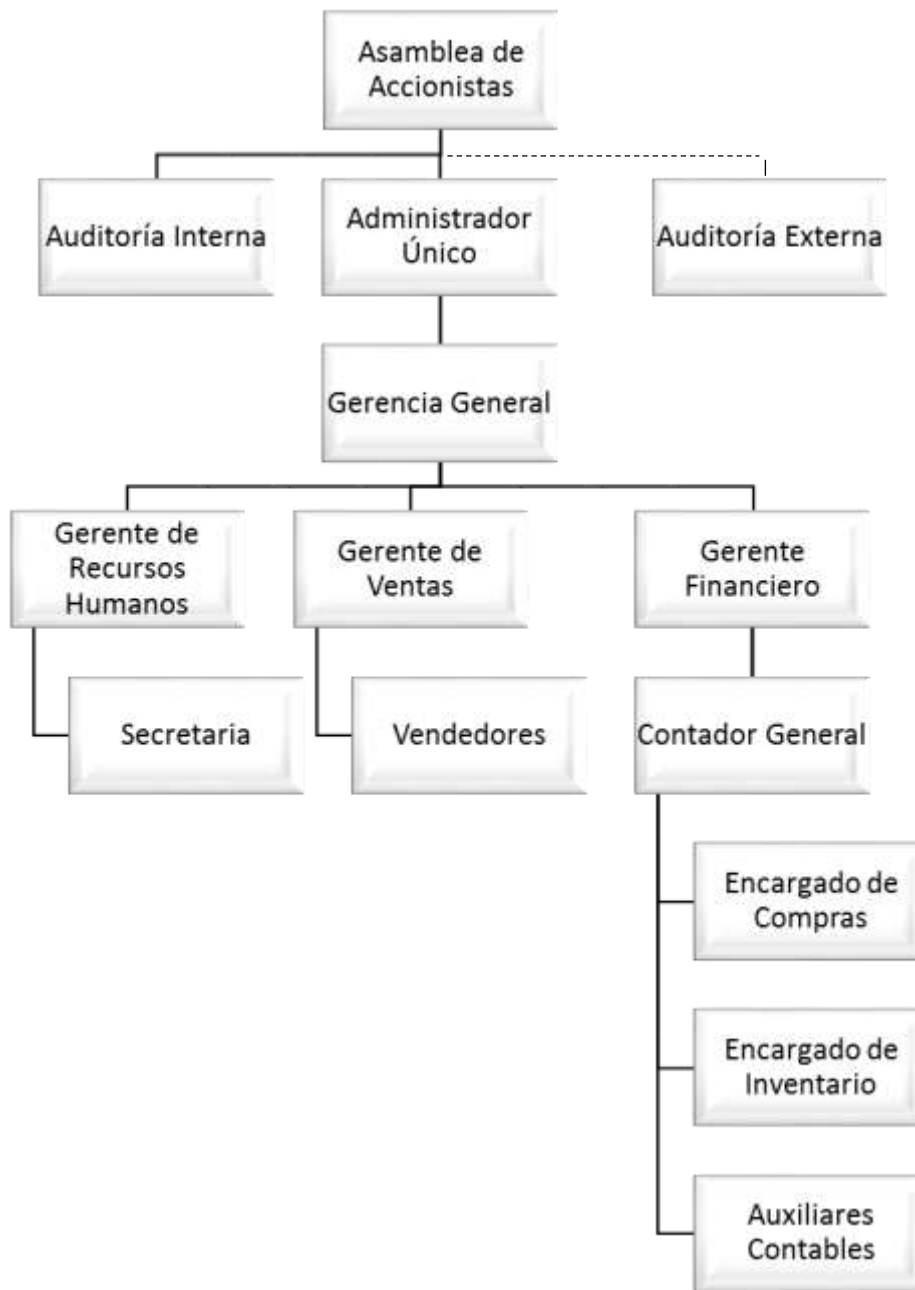 Asamblea de
Accionistas
Auditoría Interna
Administrador
Único
Auditoría Externa
Gerencia General
Gerente de
Recursos
Humanos
Gerente de
Ventas
Gerente
Financiero
Secretaria
Vendedores
Contador General
Encargado de
Compras
Encargado de
Inventario
Auxiliares
Contables